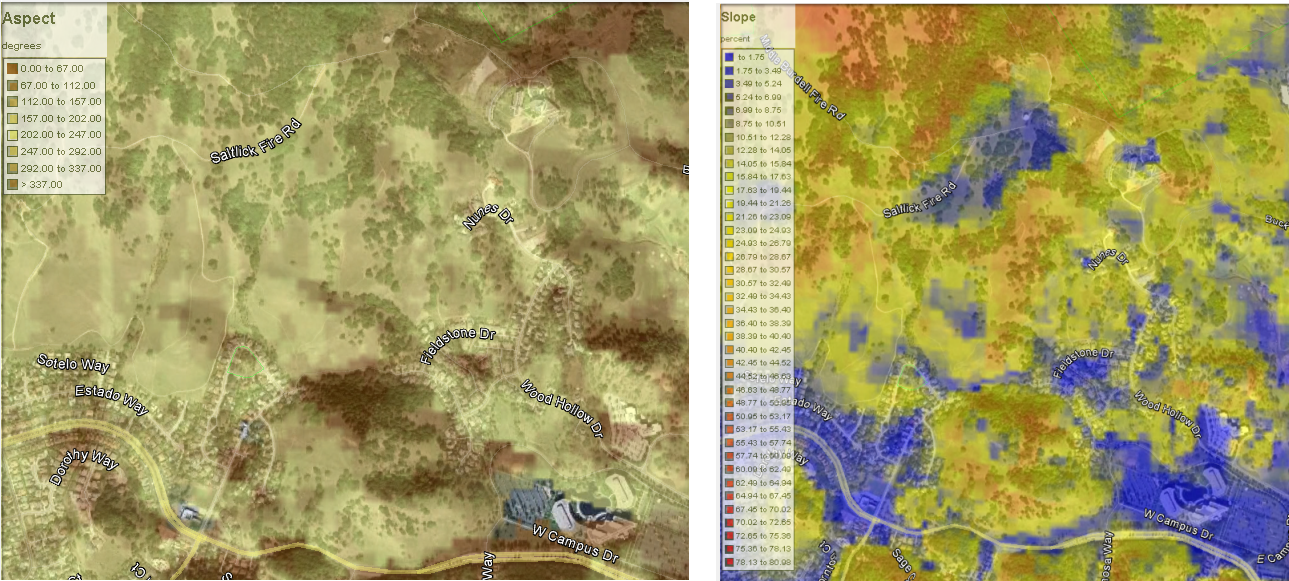 Aspect
degrees
0.00 to 67.00
67.00 to 112.00
112.00 to 157.00
157.00 to 202.00
202.00 to 247.00
247.00 to 292.00
292.00 to 337.00
> 337.00
Saltlick Fire Rd
Nunes Dr
Fieldstone Dr
Sotelo Way
Estado Way
Wood Hollow Dr
Dorothy Way
W Campus Dr
Way
Ct
E
Slope
percent
to 1.75
1.75 to 3.49
3.49 to 5.24
5.24 to 6.99
6.99 to 8.75
8.75 to 10.51
10.51 to 12.28
12.28 to 14.05
14.05 to 15.84
15.84 to 17.63
17.63 to 19.44
19.44 to 21.26
21.26 to 23.09
23.09 to 24.93
24.93 to 26.79
26.79 to 28.67
28.67 to 30.57
30.57 to 32.49
32.49 to 34.43
34.43 to 36.40
36.40 to 38.39
38.39 to 40.40
40.40 to 42.45
42.45 to 44.52
44.52 to 46.63
46.63 to 48.77
48.77 to 50.95
50.95 to 53.17
53.17 to 55.43
55.43 to 57.74
57.74 to 60.09
60.09 to 62.49
62.49 to 64.94
64.94 to 67.45
67.45 to 70.02
70.02 to 72.65
72.65 to 75.36
75.36 to 78.13
78.13 to 80.98
Burdell Fire Rd
Saltlick Fire Rd
Buck
Nunes Dr
Fieldstone Dr
Wood Hollow Dr
Way
W Campus Dr
E Cam
Sage
osa Way
Ct